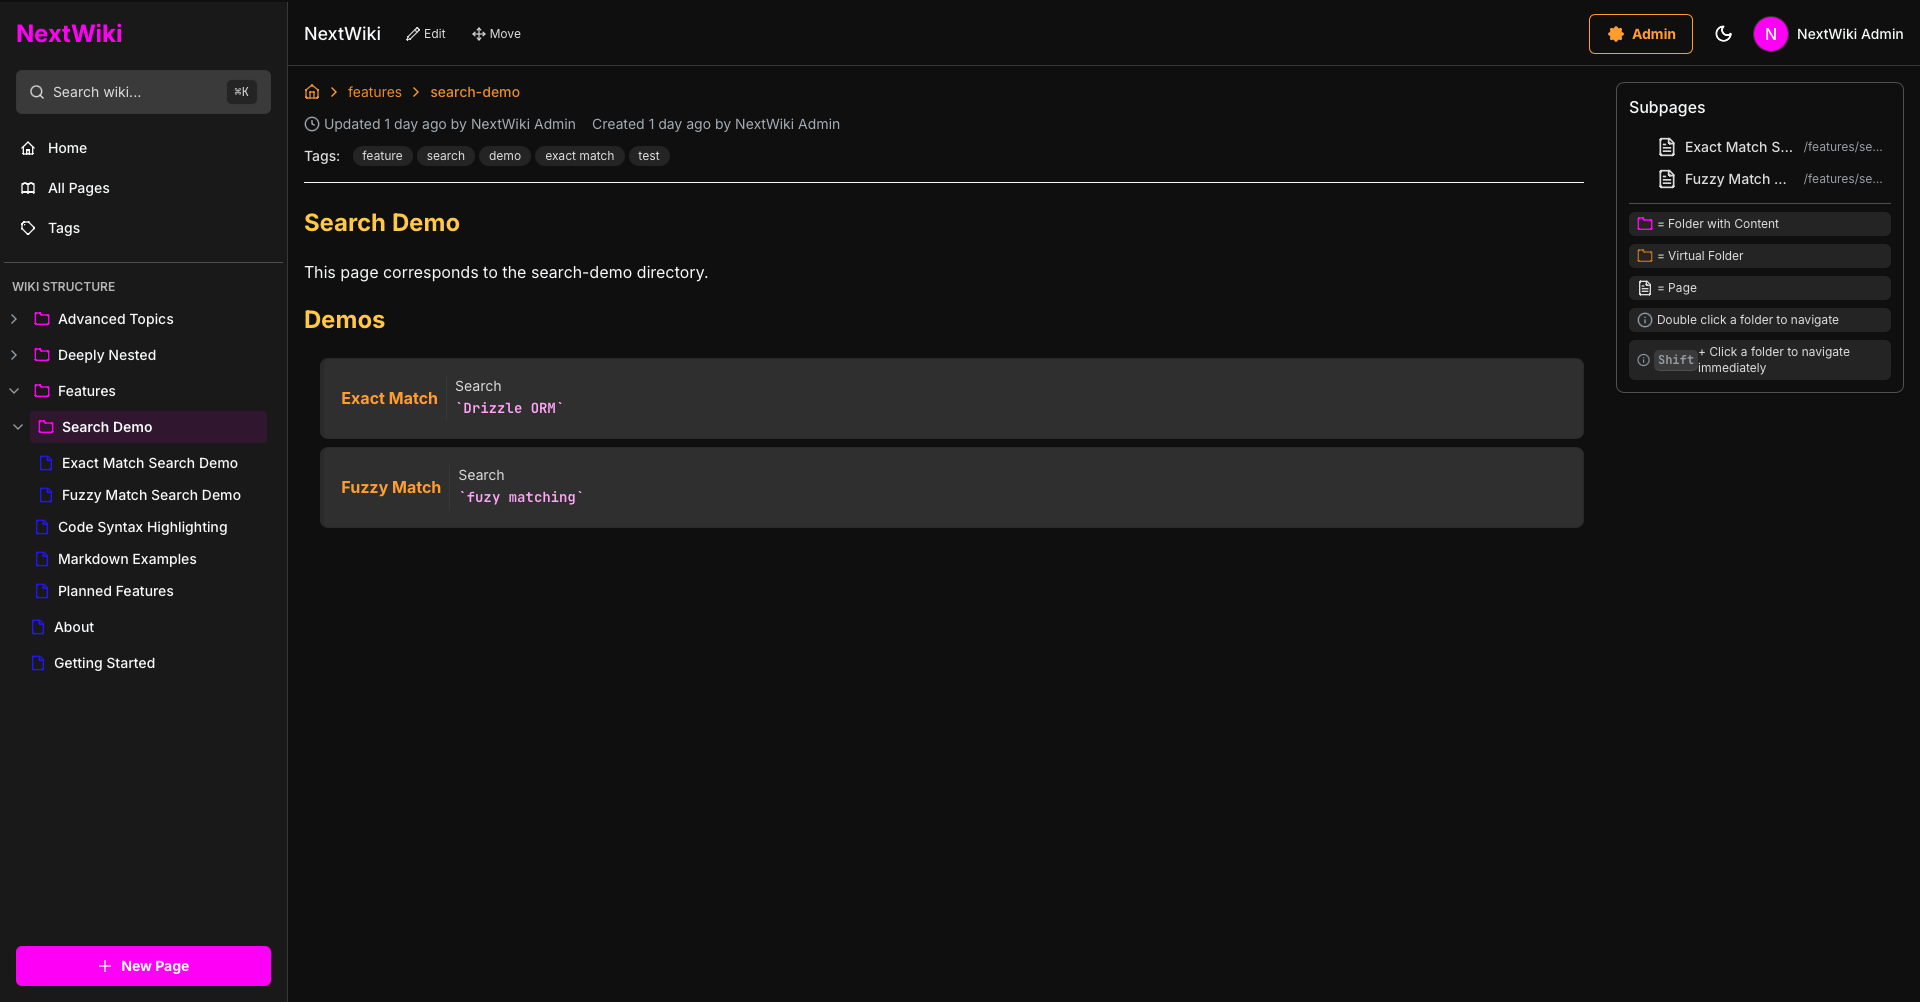 NextWiki
Search wiki...
⌘K
Home
All Pages
Tags
WIKI STRUCTURE
Advanced Topics
Deeply Nested
Features
Search Demo
Exact Match Search Demo
Fuzzy Match Search Demo
Code Syntax Highlighting
Markdown Examples
Planned Features
About
Getting Started
New Page
NextWiki
Edit
Move
Admin
N
NextWiki Admin
features
search-demo
Updated 1 day ago by NextWiki Admin Created 1 day ago by NextWiki Admin
Tags: feature search demo exact match test
Search Demo
This page corresponds to the search-demo directory.
Demos
Exact Match
Search
`Drizzle ORM`
Fuzzy Match
Search
`fuzy matching`
Subpages
Exact Match S... /features/se...
Fuzzy Match ... /features/se...
= Folder with Content
= Virtual Folder
= Page
Double click a folder to navigate
Shift + Click a folder to navigate
immediately